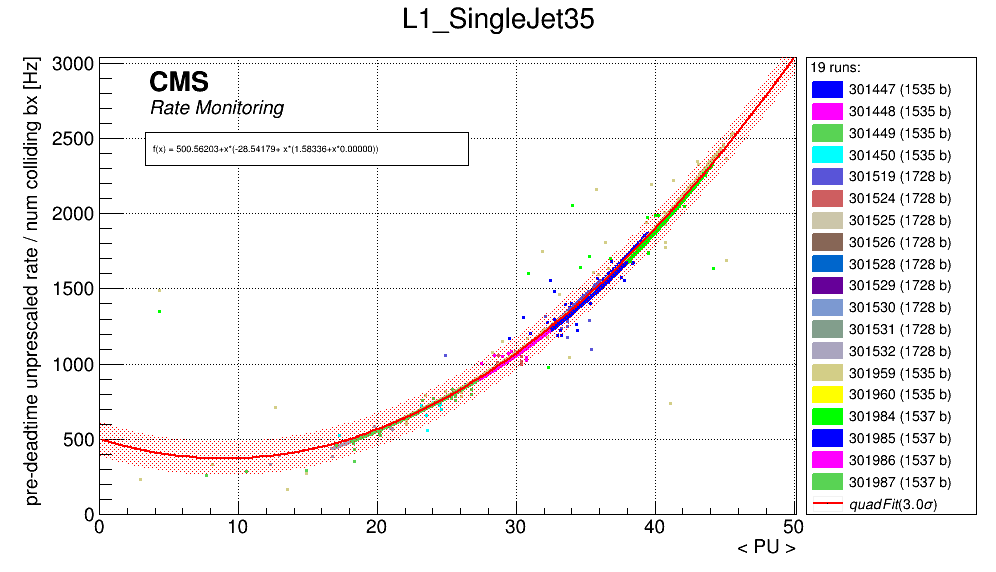 L1_SingleJet35
pre-deadtime unprescaled rate / num colliding bx [Hz]
3000
2500
2000
1500
1000
500
0
CMS
Rate Monitoring
f(x) = 500.56203+x*(-28.54179+ x*(1.58336+x*0.00000))
0 10 20 30 40 50
< PU >
19 runs:
301447 (1535 b)
301448 (1535 b)
301449 (1535 b)
301450 (1535 b)
301519 (1728 b)
301524 (1728 b)
301525 (1728 b)
301526 (1728 b)
301528 (1728 b)
301529 (1728 b)
301530 (1728 b)
301531 (1728 b)
301532 (1728 b)
301959 (1535 b)
301960 (1535 b)
301984 (1537 b)
301985 (1537 b)
301986 (1537 b)
301987 (1537 b)
quadFit(3.0σ)